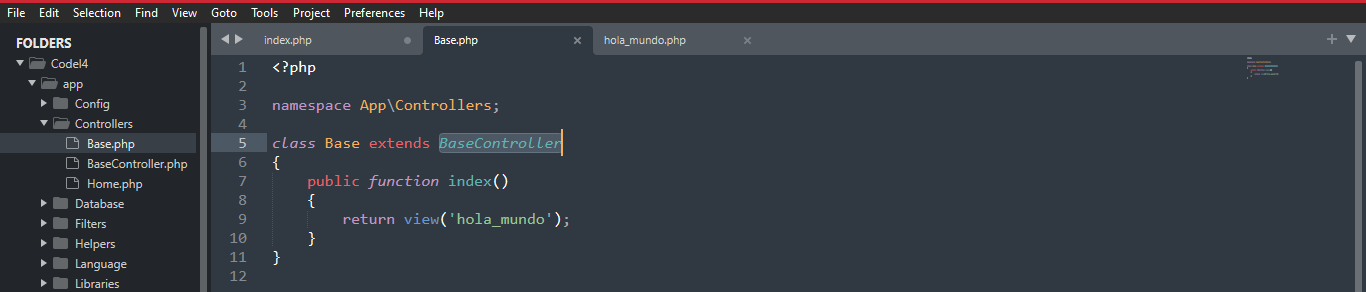 File Edit Selection Find View Goto Tools Project Preferences Help
FOLDERS
CodeI4
app
Config
Controllers
Base.php
BaseController.php
Home.php
Database
Filters
Helpers
Language
Libraries
index.php Base.php hola_mundo.php
1 <?php
2
3 namespace App\Controllers;
4
5 class Base extends BaseController
6 {
7     public function index()
8     {
9         return view('hola_mundo');
10     }
11 }
12